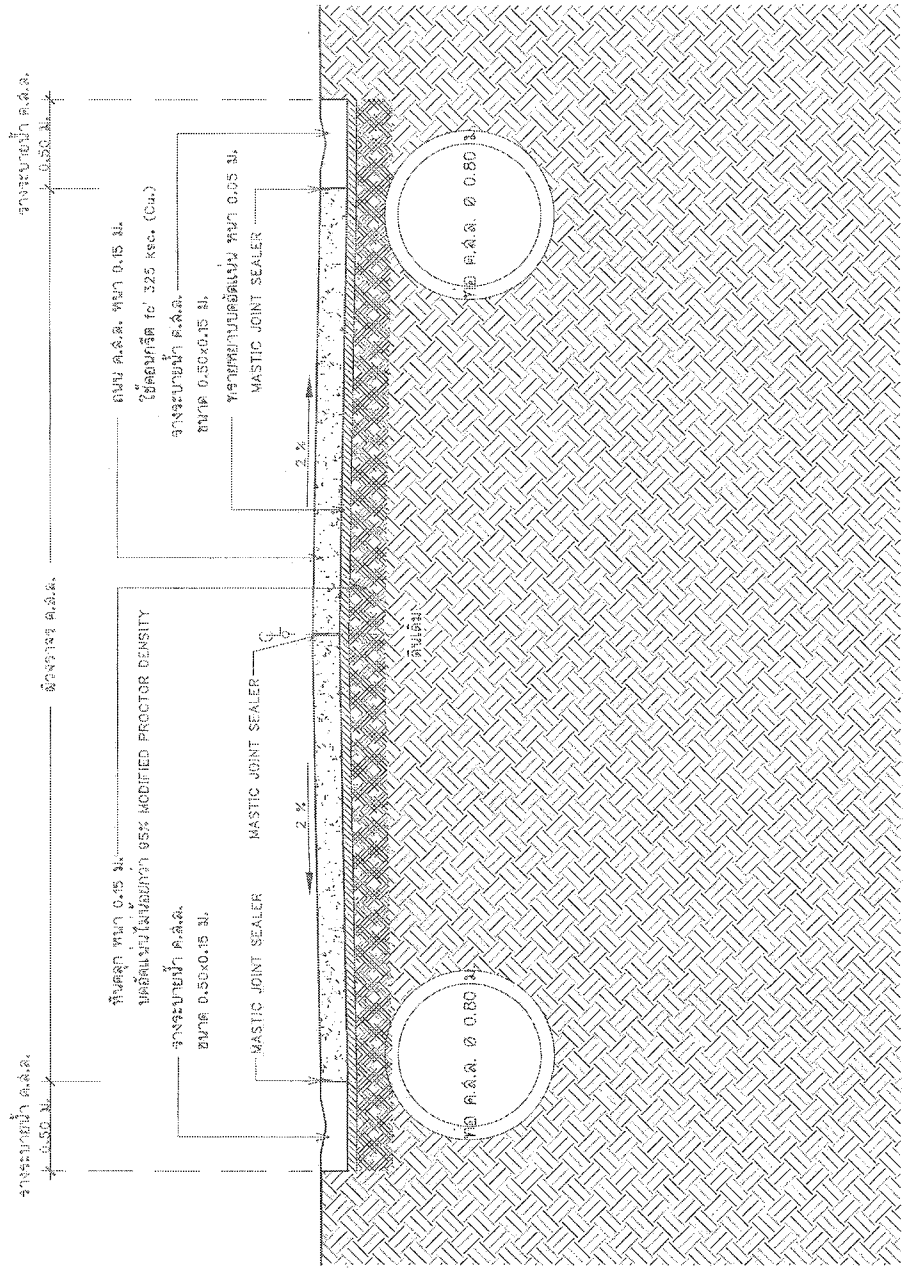 รางระบายน้ำ ค.ส.ล.
0.50 ม.
ผิวจราจร ค.ส.ล.
รางระบายน้ำ ค.ส.ล.
0.50 ม.
หินคลุก หนา 0.15 ม.
บดอัดแน่นไม่น้อยกว่า 95% MODIFIED PROCTOR DENSITY
รางระบายน้ำ ค.ส.ล.
ขนาด 0.50x0.15 ม.
MASTIC JOINT SEALER
MASTIC JOINT SEALER
ถนน ค.ส.ล. หนา 0.15 ม.
ใช้คอนกรีต fc' 325 ksc. (Cu.)
รางระบายน้ำ ค.ส.ล.
ขนาด 0.50x0.15 ม.
ทรายหยาบบดอัดแน่น หนา 0.05 ม.
MASTIC JOINT SEALER
2 %
2 %
ดินเดิม
ท่อ ค.ส.ล. Ø 0.80 ม.
ท่อ ค.ส.ล. Ø 0.80 ม.